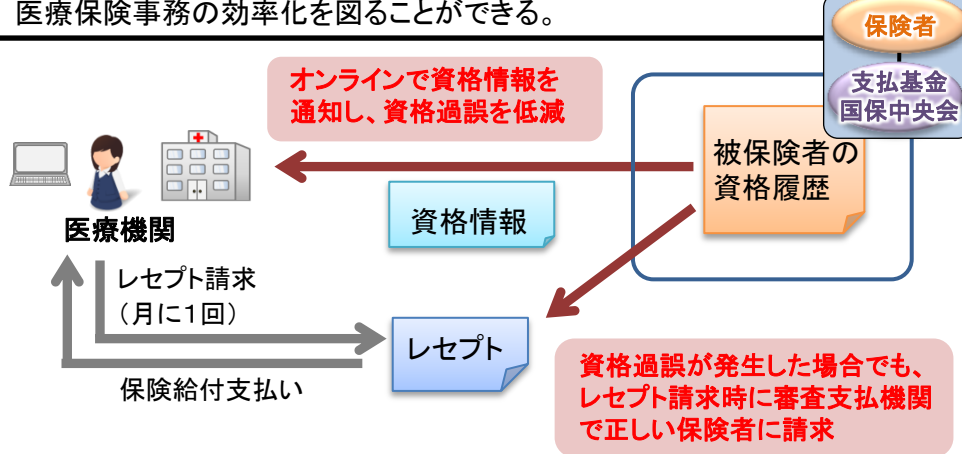 医療保険事務の効率化を図ることができる。
保険者
支払基金
国保中央会
オンラインで資格情報を
通知し、資格過誤を低減
被保険者の
資格履歴
資格情報
医療機関
レセプト請求
（月に１回）
レセプト
保険給付支払い
資格過誤が発生した場合でも、
レセプト請求時に審査支払機関
で正しい保険者に請求